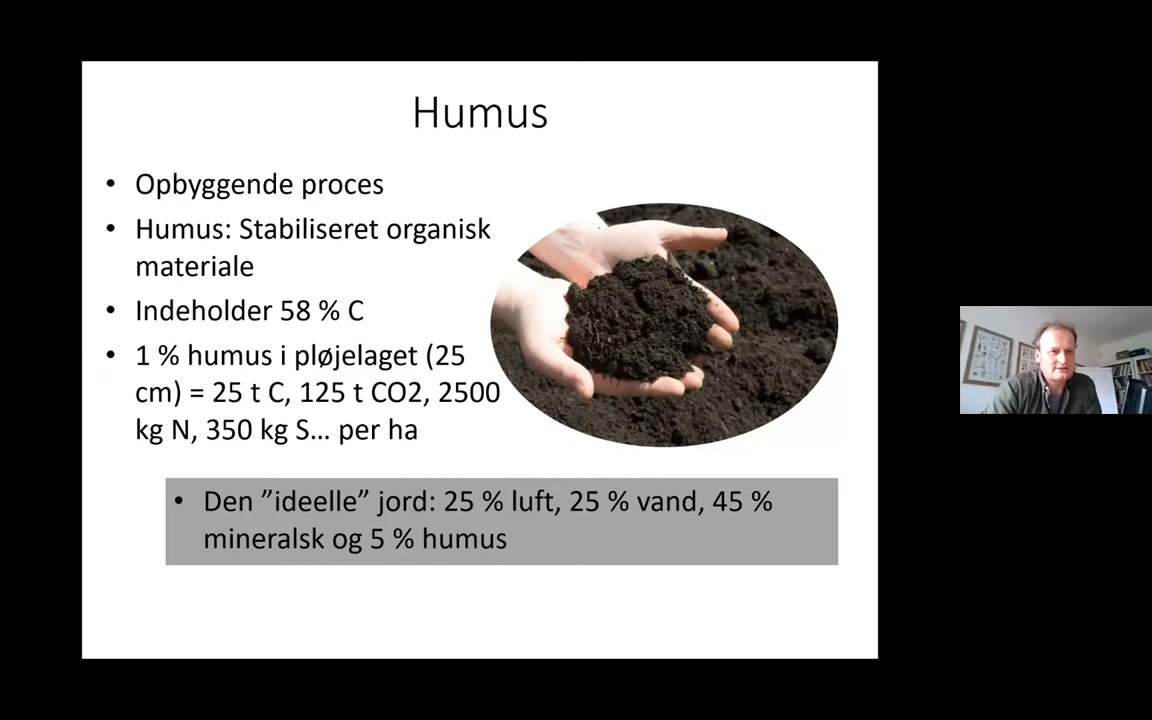 Humus
• Opbyggende proces
• Humus: Stabiliseret organisk
materiale
• Indeholder 58 % C
• 1 % humus i pløjelaget (25
cm) = 25 t C, 125 t CO2, 2500
kg N, 350 kg S… per ha
• Den ”ideelle” jord: 25 % luft, 25 % vand, 45 %
mineralsk og 5 % humus